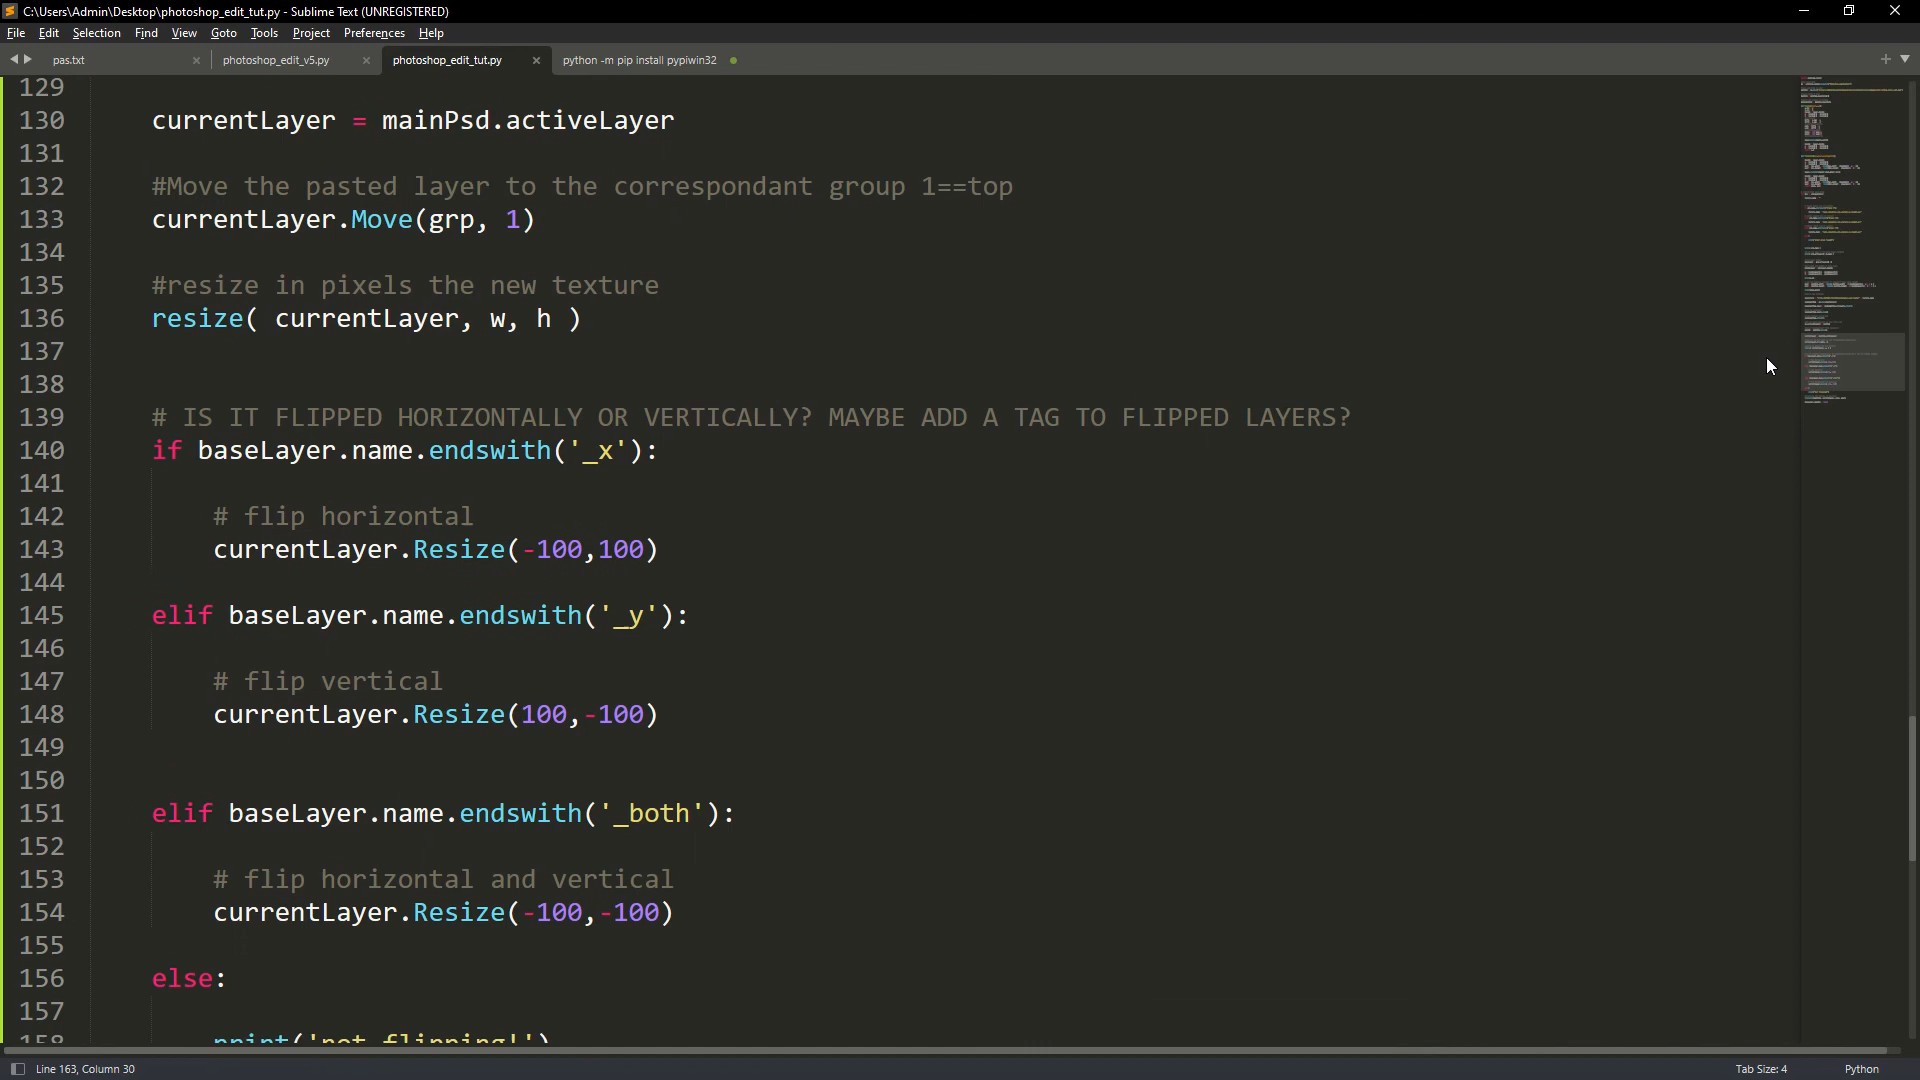 C:\Users\Admin\Desktop\photoshop_edit_tut.py - Sublime Text (UNREGISTERED)
File Edit Selection Find View Goto Tools Project Preferences Help
pas.txt photoshop_edit_v5.py photoshop_edit_tut.py python -m pip install pypiwin32
129
130 currentLayer = mainPsd.activeLayer
131
132 #Move the pasted layer to the correspondant group 1==top
133 currentLayer.Move(grp, 1)
134
135 #resize in pixels the new texture
136 resize( currentLayer, w, h )
137
138
139 # IS IT FLIPPED HORIZONTALLY OR VERTICALLY? MAYBE ADD A TAG TO FLIPPED LAYERS?
140 if baseLayer.name.endswith('_x'):
141
142 # flip horizontal
143 currentLayer.Resize(-100,100)
144
145 elif baseLayer.name.endswith('_y'):
146
147 # flip vertical
148 currentLayer.Resize(100,-100)
149
150
151 elif baseLayer.name.endswith('_both'):
152
153 # flip horizontal and vertical
154 currentLayer.Resize(-100,-100)
155
156 else:
157
158 print('not flipping!')
Line 163, Column 30 Tab Size: 4 Python